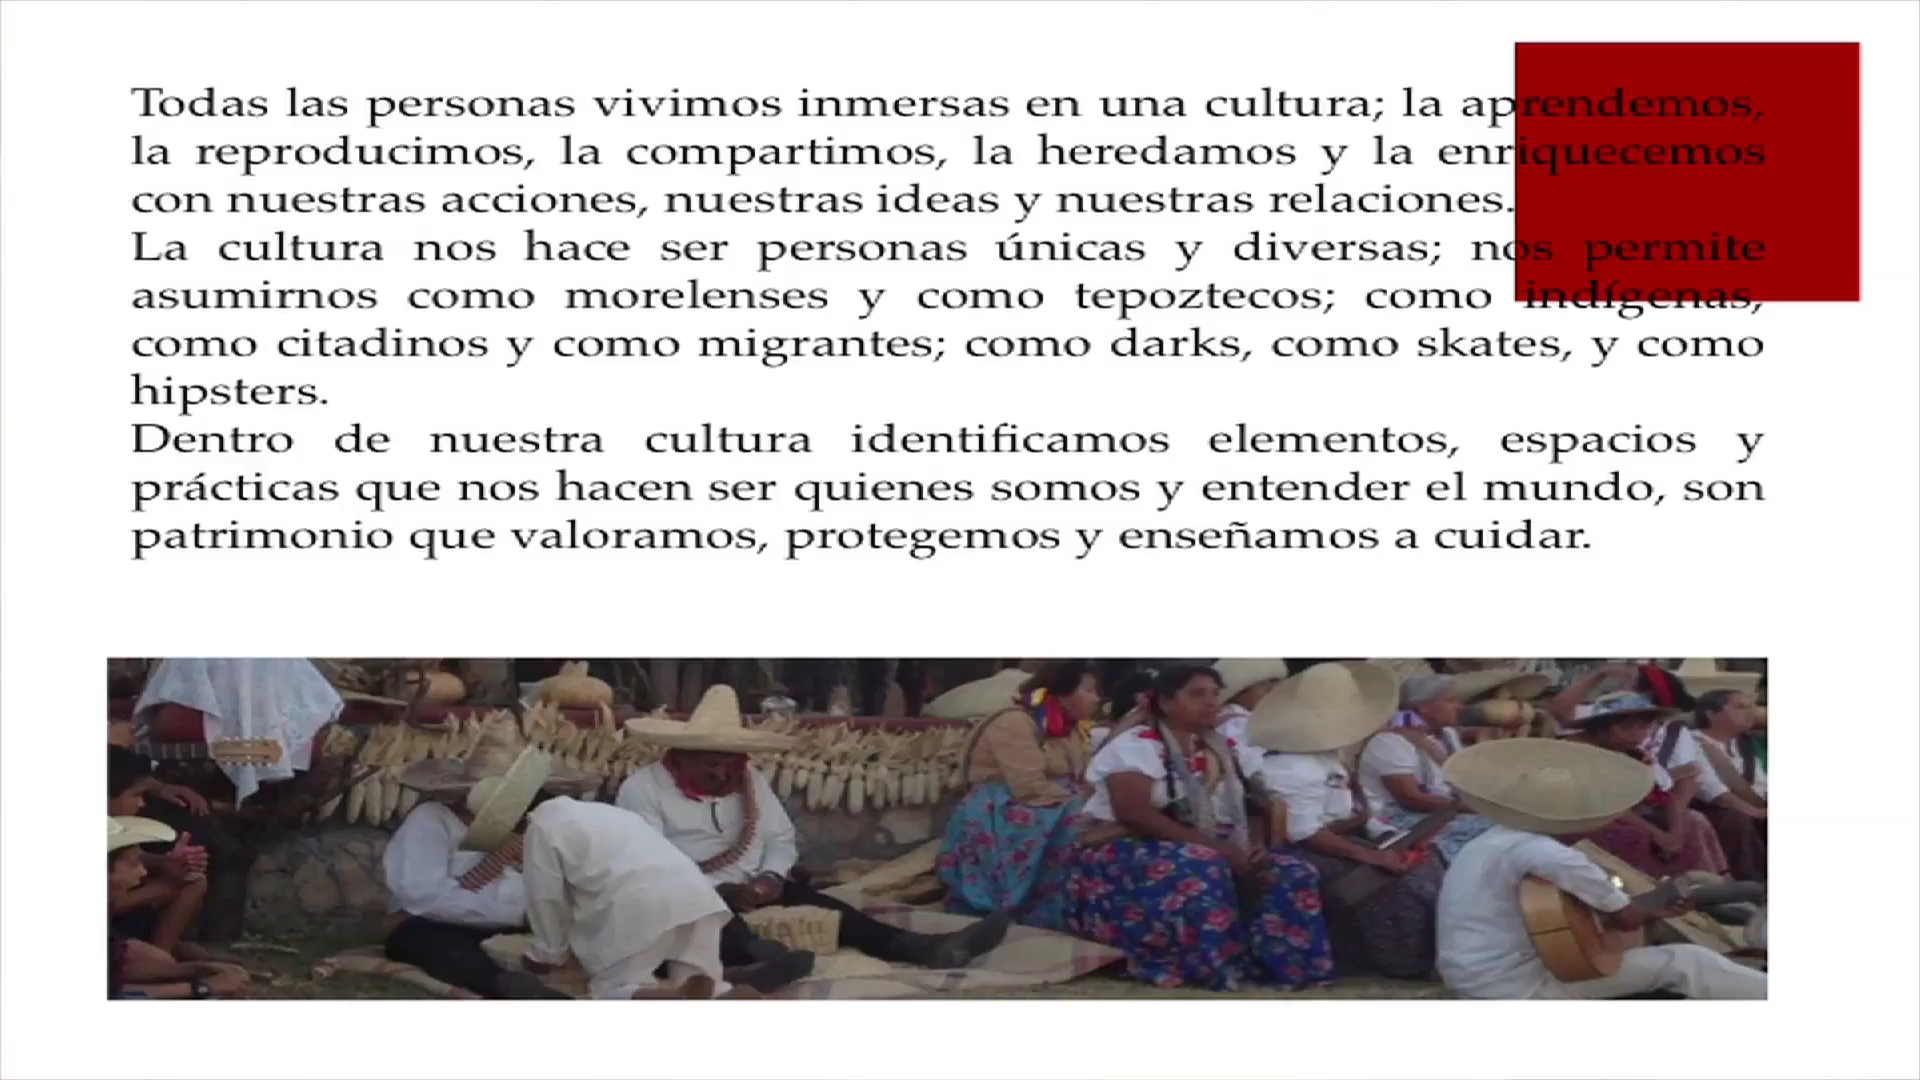 Todas las personas vivimos inmersas en una cultura; la aprendemos,
la reproducimos, la compartimos, la heredamos y la enriquecemos
con nuestras acciones, nuestras ideas y nuestras relaciones.
La cultura nos hace ser personas únicas y diversas; nos permite
asumirnos como morelenses y como tepoztecos; como indígenas,
como citadinos y como migrantes; como darks, como skates, y como
hipsters.
Dentro de nuestra cultura identificamos elementos, espacios y
prácticas que nos hacen ser quienes somos y entender el mundo, son
patrimonio que valoramos, protegemos y enseñamos a cuidar.